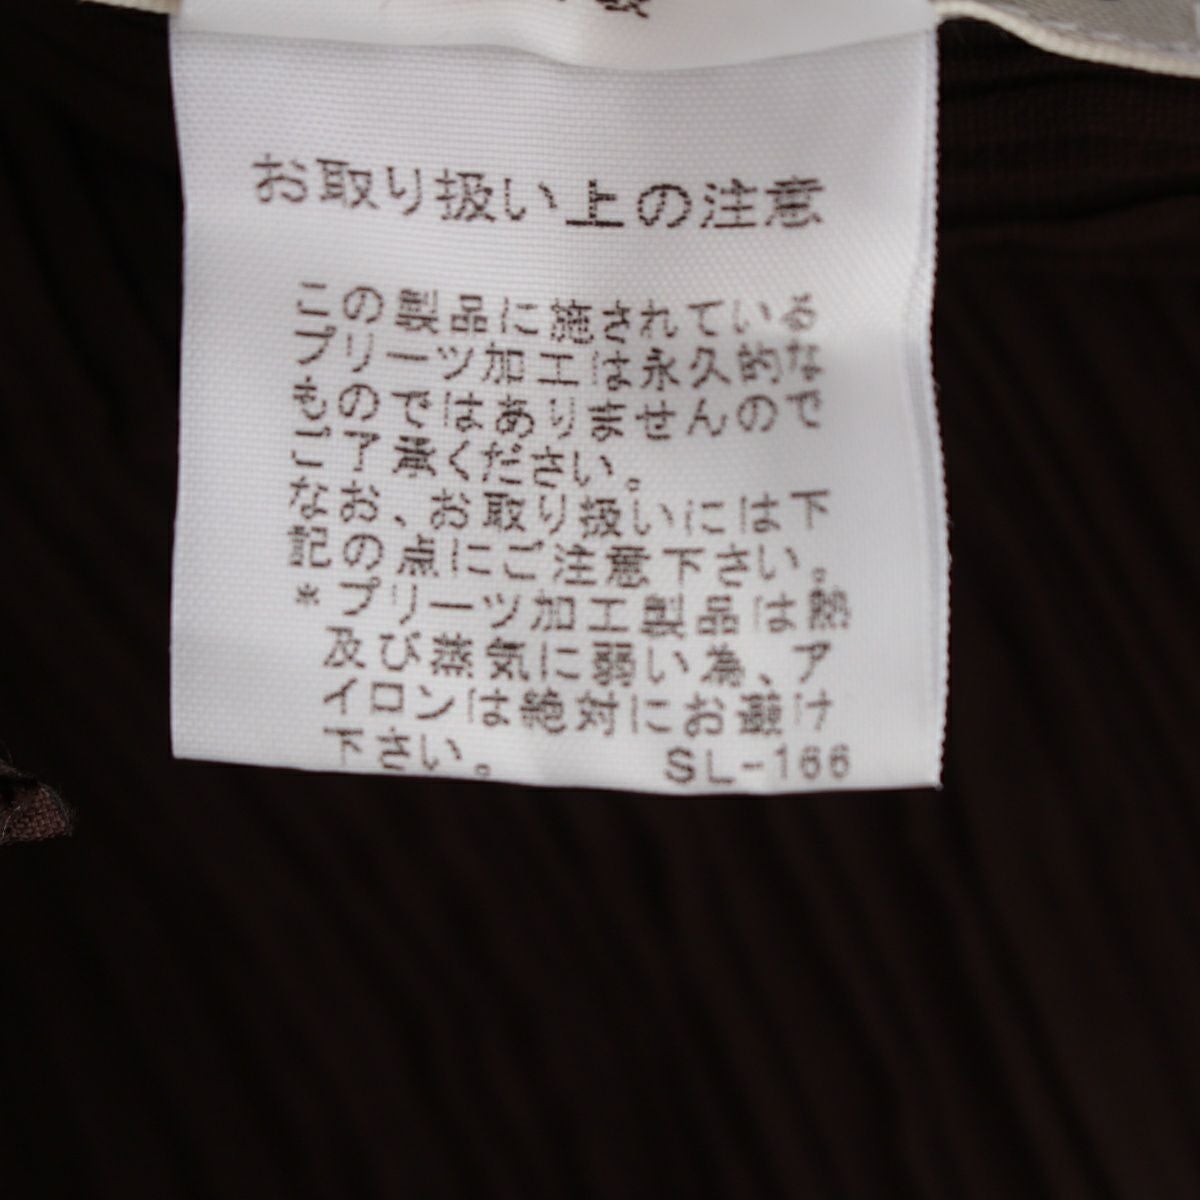 お取り扱い上の注意
この製品に施されている
プリーツ加工は永久的な
ものではありませんので
ご了承ください。
なお、お取り扱いには下
記の点にご注意下さい。
*プリーツ加工製品は熱
及び蒸気に弱い為、ア
イロンは絶対にお避け
下さい。 SL-166